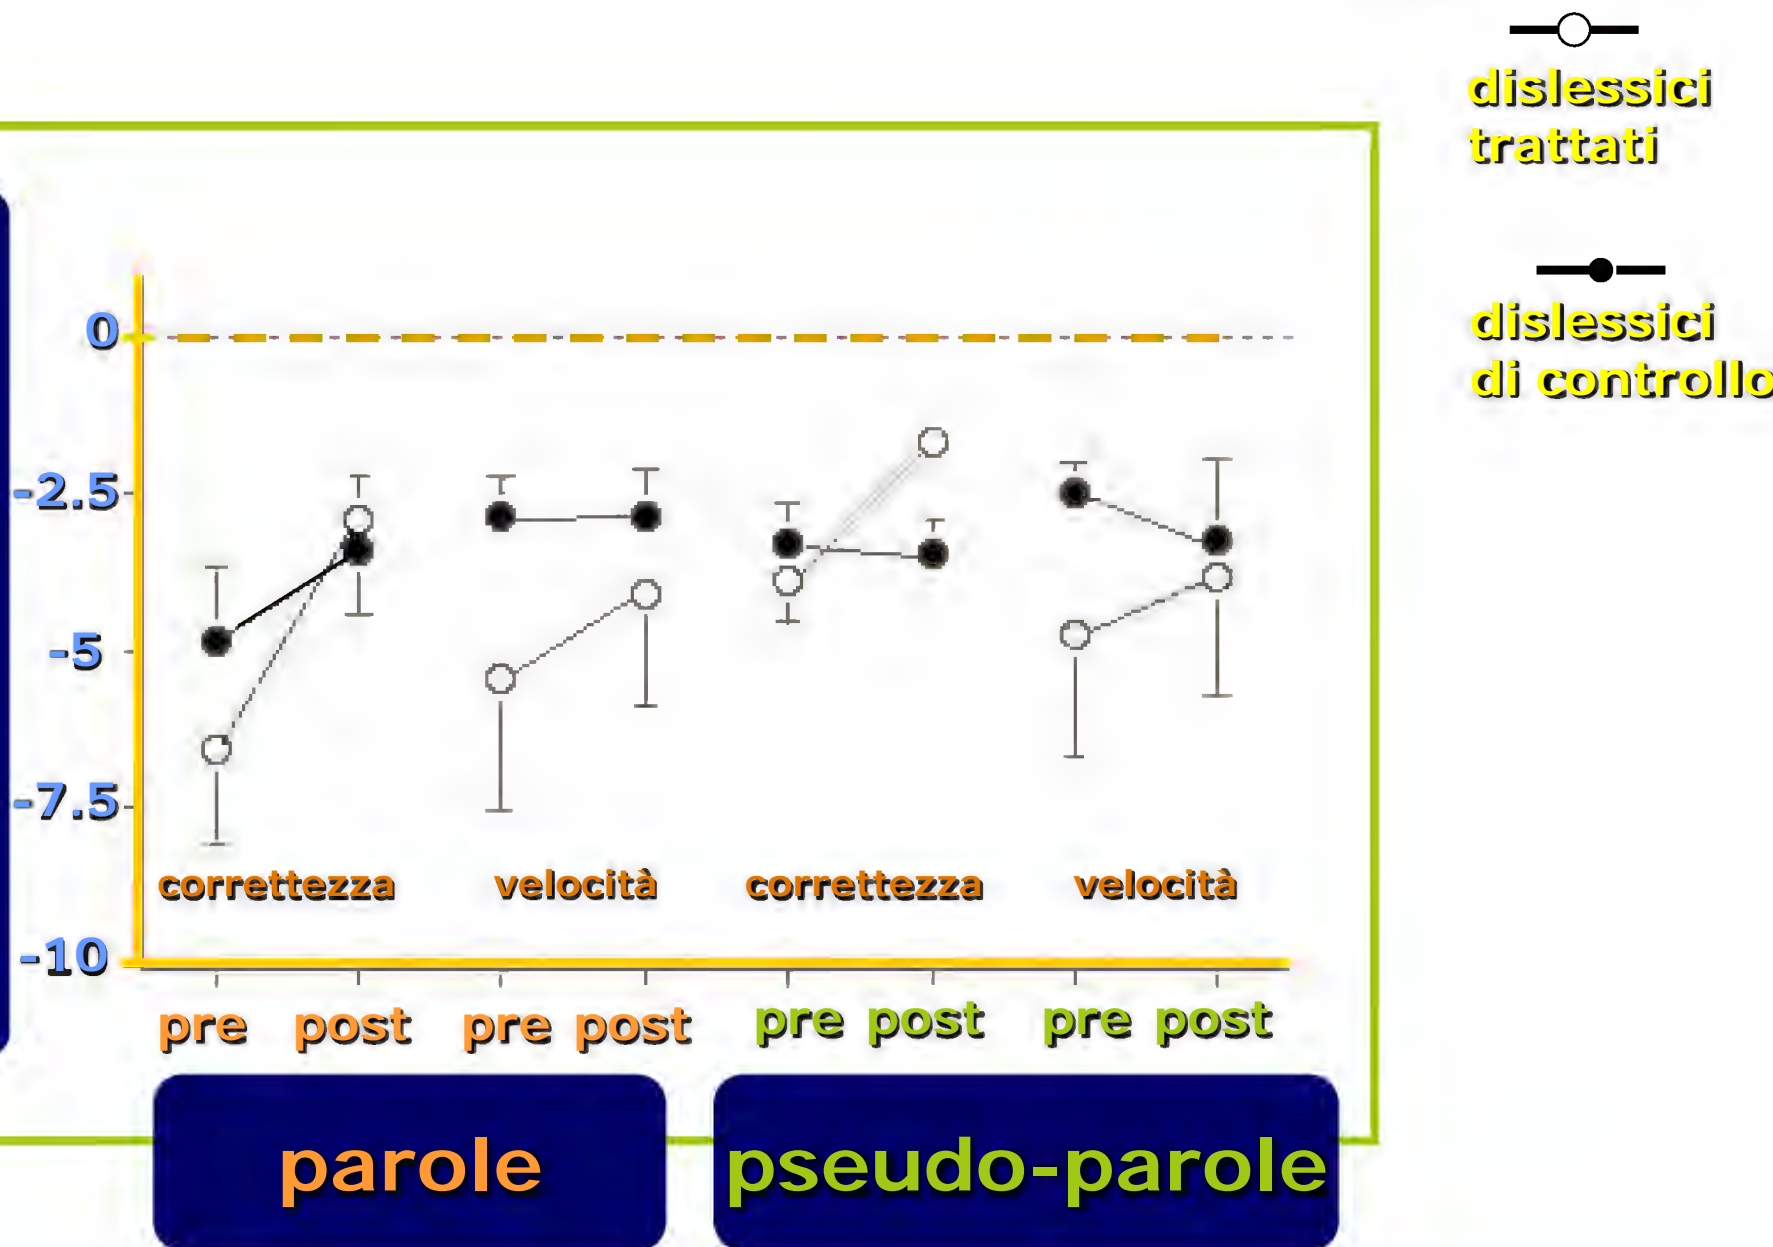 dislessici
trattati
dislessici
di controllo
0
-2.5
-5
-7.5
-10
correttezza velocità correttezza velocità
pre post pre post pre post pre post
parole pseudo-parole